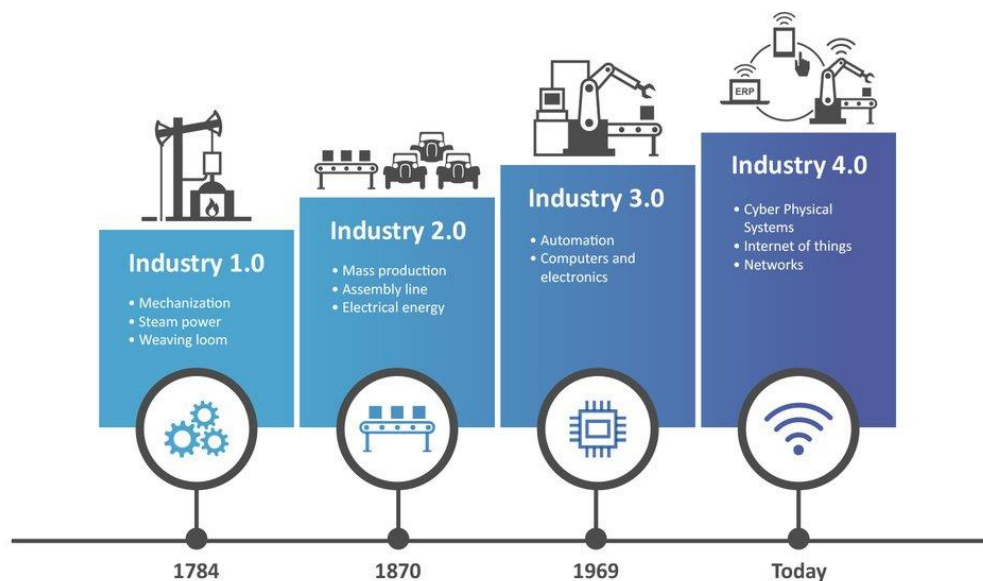 ERP
Industry 1.0
• Mechanization
• Steam power
• Weaving loom
Industry 2.0
• Mass production
• Assembly line
• Electrical energy
Industry 3.0
• Automation
• Computers and
electronics
Industry 4.0
• Cyber Physical
Systems
• Internet of things
• Networks
1784
1870
1969
Today